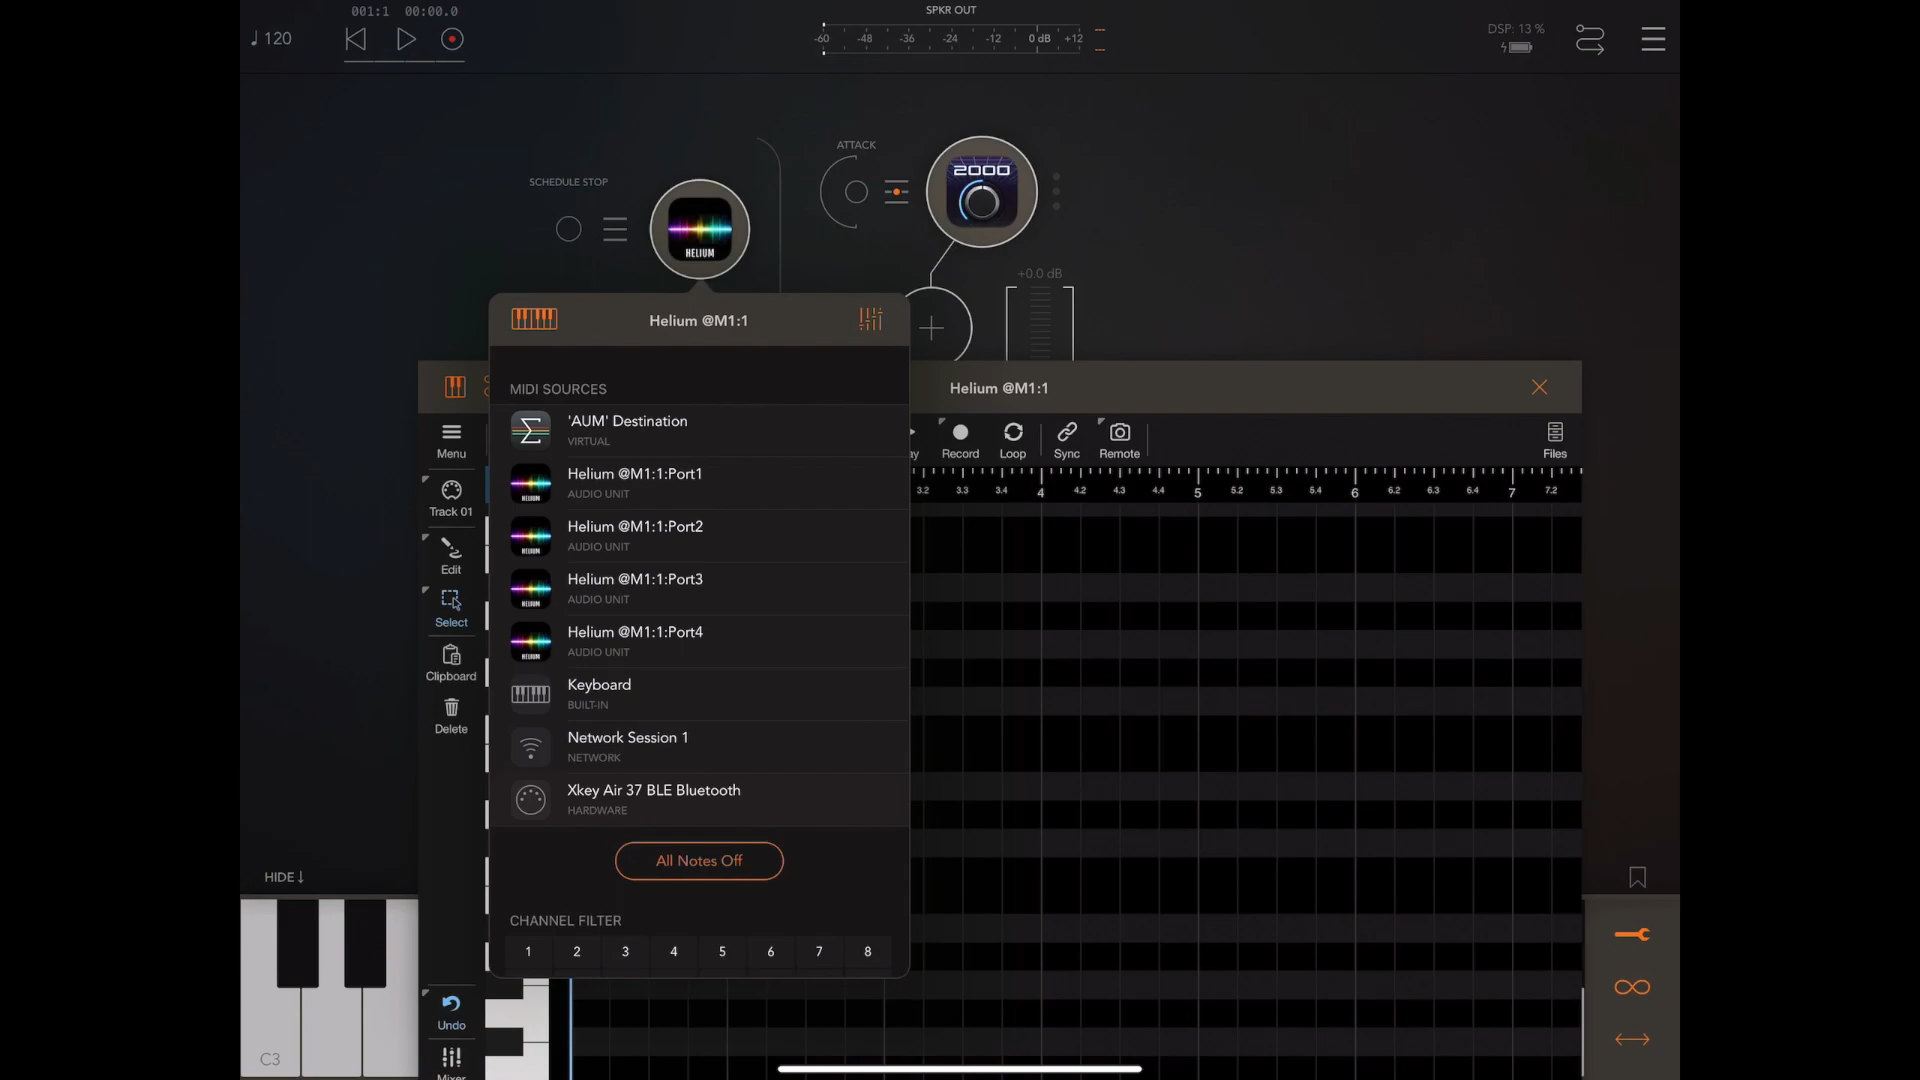 001:1 00:00.0
SPKR OUT
♩ 120
-60 -48 -36 -24 -12 0 dB +12
DSP: 13 %
ATTACK
2000
SCHEDULE STOP
HELIUM
+0.0 dB
Helium @M1:1
Helium @M1:1
MIDI SOURCES
'AUM' Destination
VIRTUAL
Helium @M1:1:Port1
AUDIO UNIT
HELIUM
Helium @M1:1:Port2
AUDIO UNIT
HELIUM
Helium @M1:1:Port3
AUDIO UNIT
HELIUM
Helium @M1:1:Port4
AUDIO UNIT
HELIUM
Keyboard
BUILT-IN
Network Session 1
NETWORK
Xkey Air 37 BLE Bluetooth
HARDWARE
All Notes Off
CHANNEL FILTER
1 2 3 4 5 6 7 8
Menu
ay Record Loop Sync Remote Files
3.2 3.3 3.4 4 4.2 4.3 4.4 5 5.2 5.3 5.4 6 6.2 6.3 6.4 7 7.2
Track 01
Edit
Select
Clipboard
Delete
HIDE↓
Undo
C3
Mixer